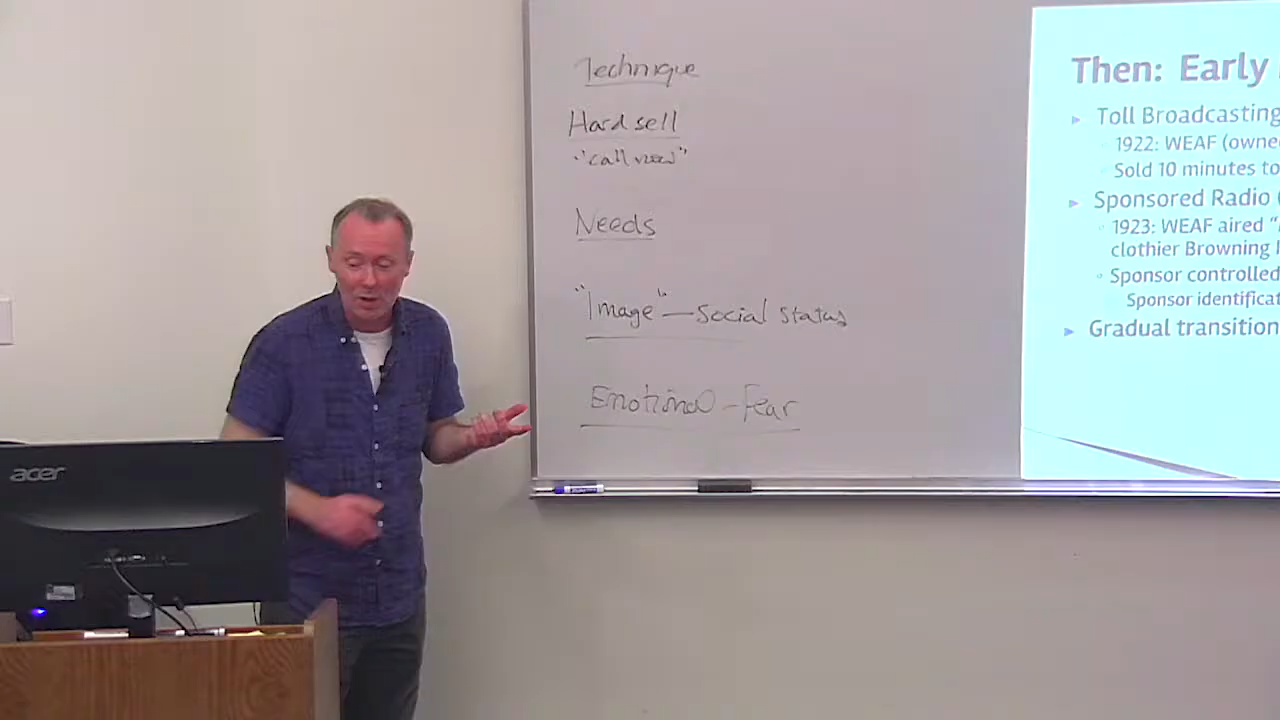 Technique
Hard sell
"call now"
Needs
"Image" — Social Status
Emotional - Fear
Then: Early
▸ Toll Broadcasting
1922: WEAF (owne
Sold 10 minutes to
▸ Sponsored Radio (
1923: WEAF aired "
clothier Browning
Sponsor controlled
Sponsor identificat
▸ Gradual transition
acer